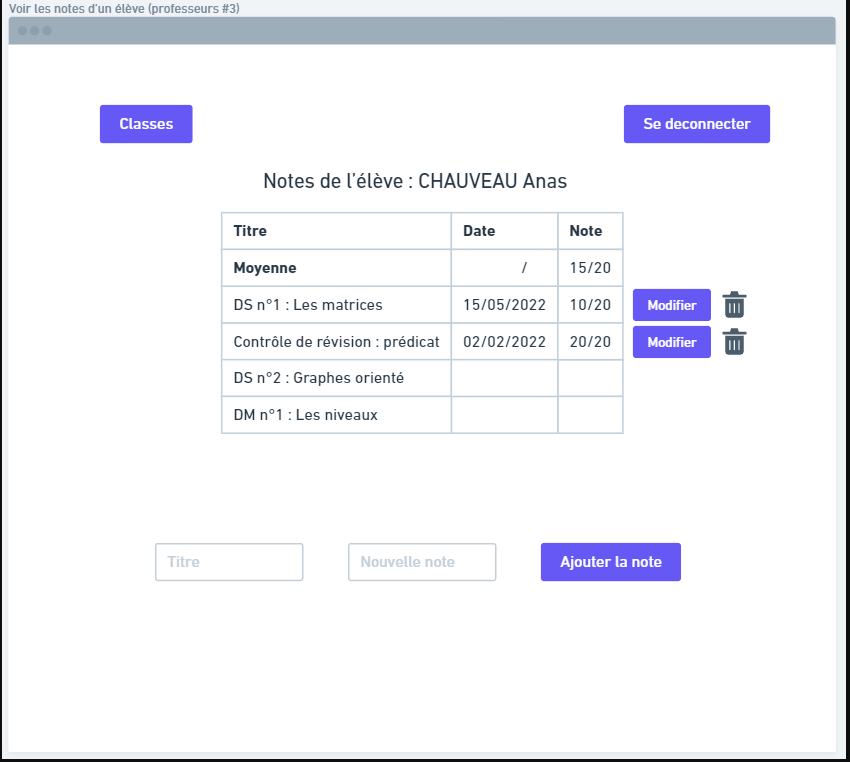 Voir les notes d'un élève (professeurs #3)
Classes
Se deconnecter
Notes de l'élève : CHAUVEAU Anas
Titre Date Note
Moyenne / 15/20
DS n°1 : Les matrices 15/05/2022 10/20 Modifier
Contrôle de révision : prédicat 02/02/2022 20/20 Modifier
DS n°2 : Graphes orienté
DM n°1 : Les niveaux
Titre Nouvelle note Ajouter la note